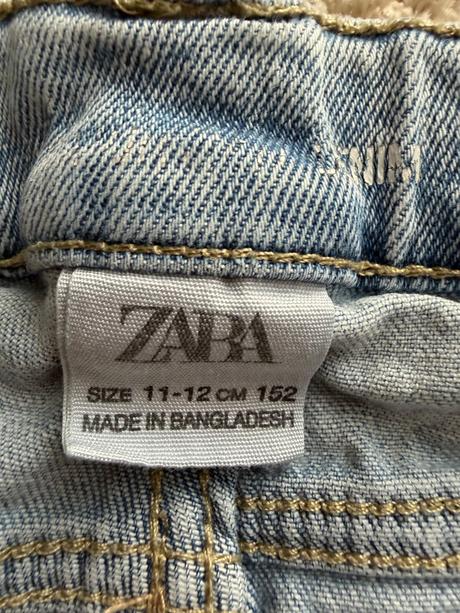 ZARA
SIZE 11-12 CM 152
MADE IN BANGLADESH